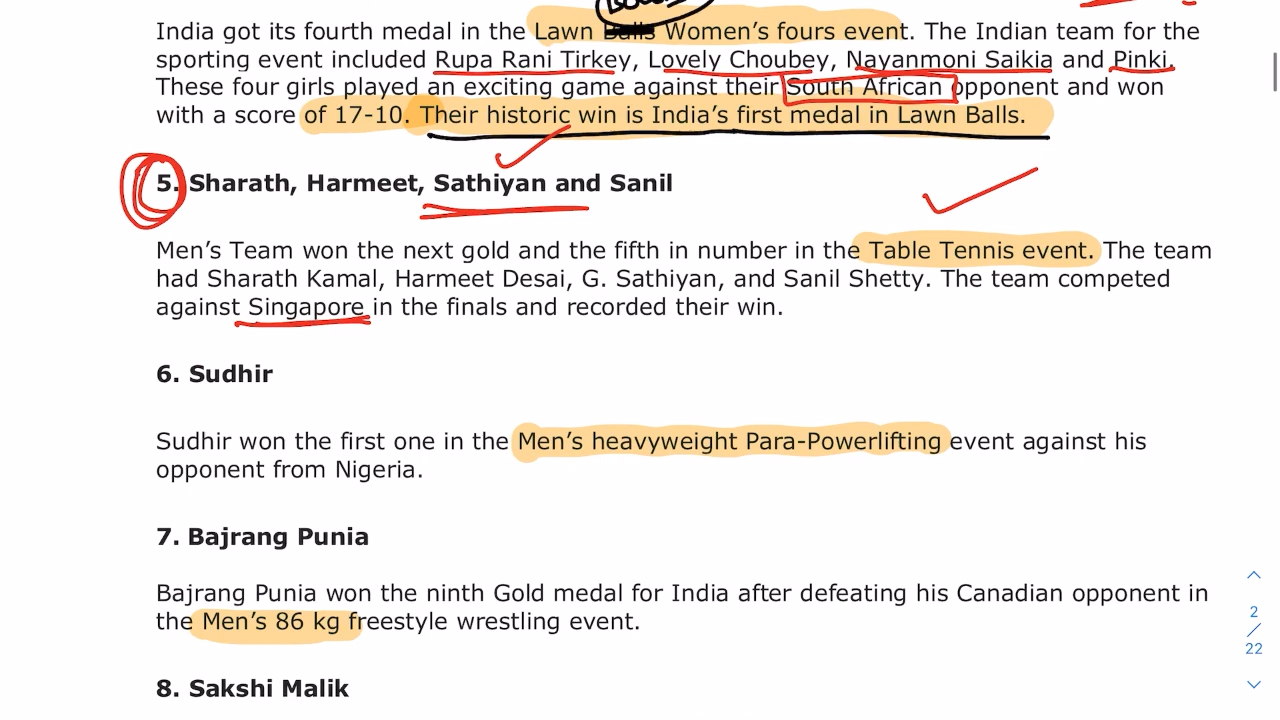 India got its fourth medal in the Lawn Balls Women's fours event. The Indian team for the
sporting event included Rupa Rani Tirkey, Lovely Choubey, Nayanmoni Saikia and Pinki.
These four girls played an exciting game against their South African opponent and won
with a score of 17-10. Their historic win is India's first medal in Lawn Balls.
5. Sharath, Harmeet, Sathiyan and Sanil
Men's Team won the next gold and the fifth in number in the Table Tennis event. The team
had Sharath Kamal, Harmeet Desai, G. Sathiyan, and Sanil Shetty. The team competed
against Singapore in the finals and recorded their win.
6. Sudhir
Sudhir won the first one in the Men's heavyweight Para-Powerlifting event against his
opponent from Nigeria.
7. Bajrang Punia
Bajrang Punia won the ninth Gold medal for India after defeating his Canadian opponent in
the Men's 86 kg freestyle wrestling event.
8. Sakshi Malik
2
/
22